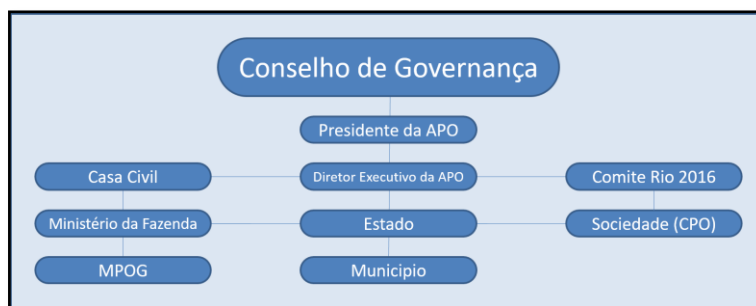 Conselho de Governança
Presidente da APO
Casa Civil
Diretor Executivo da APO
Comite Rio 2016
Ministério da Fazenda
Estado
Sociedade (CPO)
MPOG
Municipio